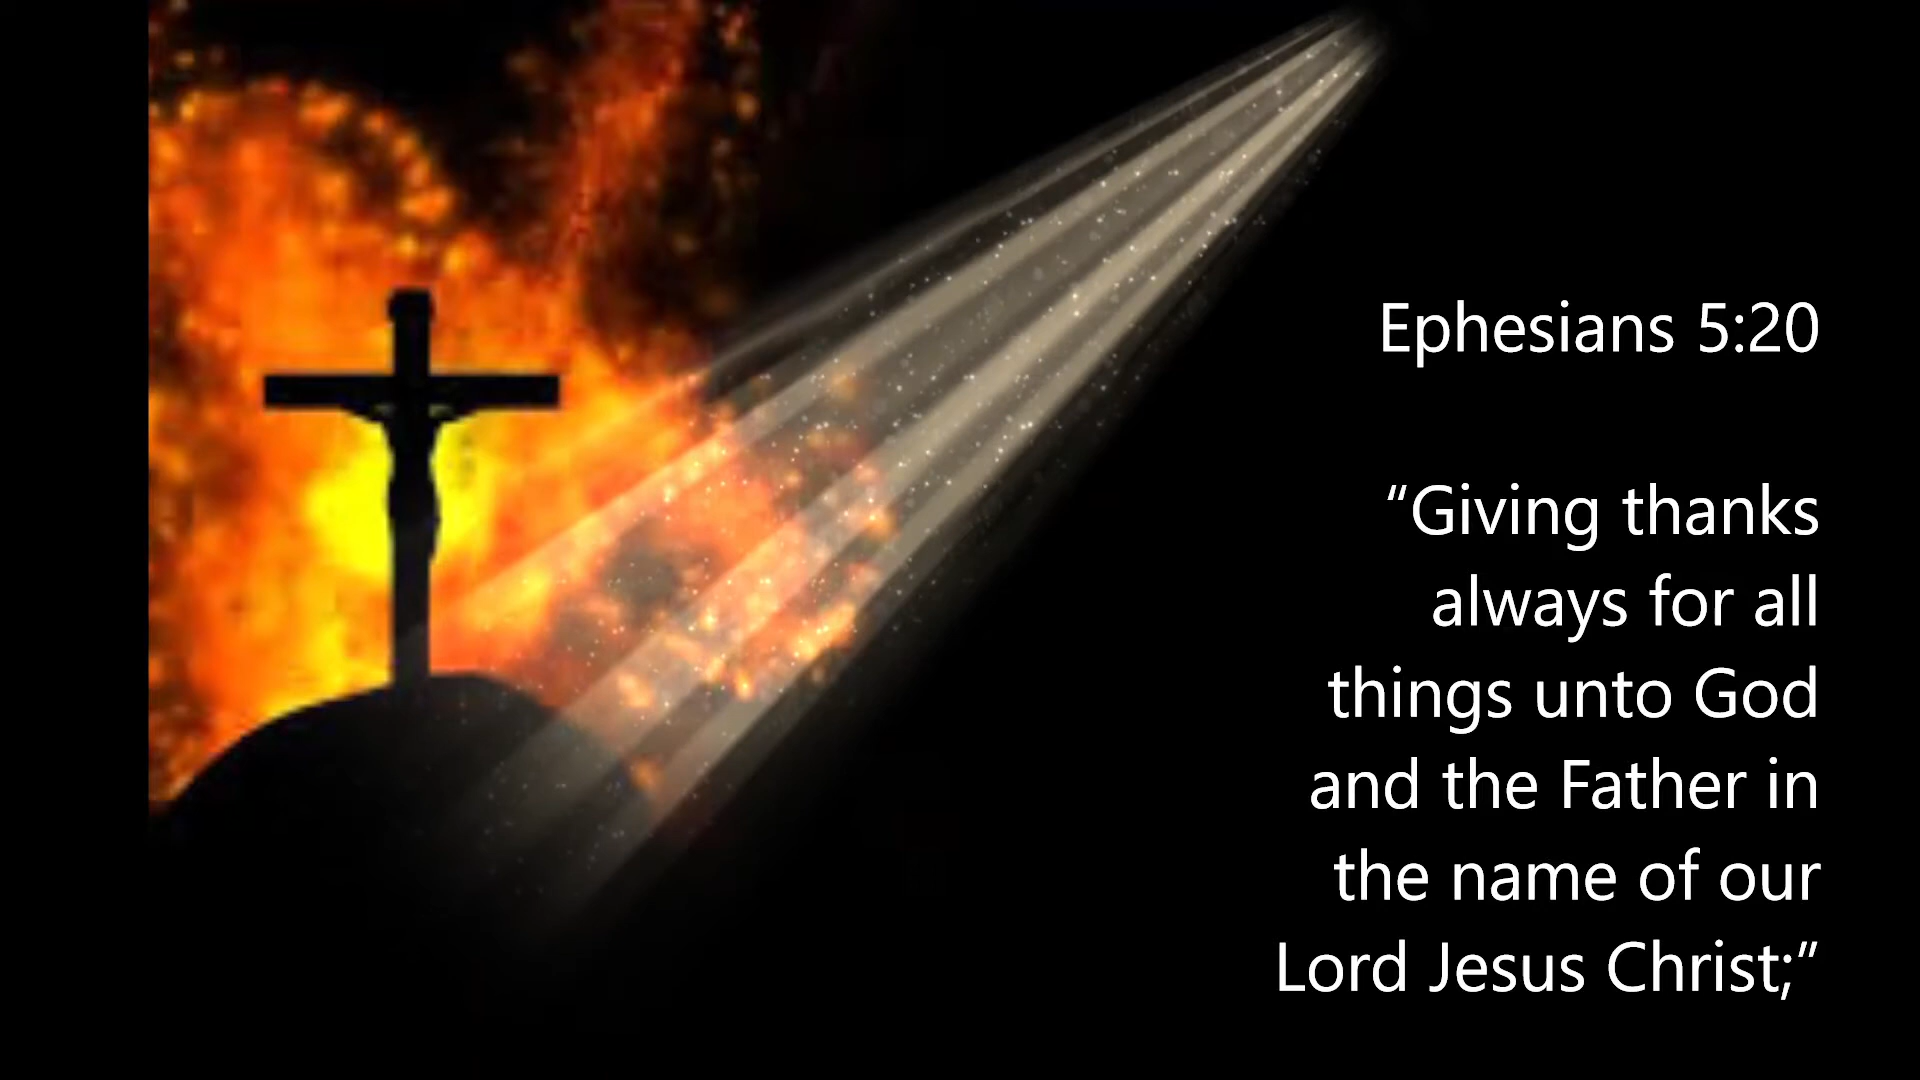 Ephesians 5:20
“Giving thanks
always for all
things unto God
and the Father in
the name of our
Lord Jesus Christ;”